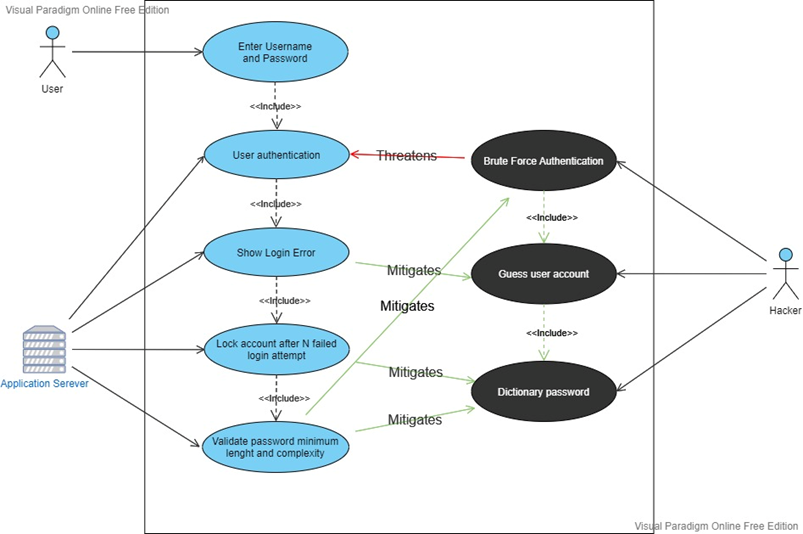 Visual Paradigm Online Free Edition
User
Enter Username
and Password
<<Include>>
User authentication
Threatens
Brute Force Authentication
<<Include>>
<<Include>>
Show Login Error
Mitigates
Guess user account
Hacker
Mitigates
<<Include>>
<<Include>>
Application Serever
Lock account after N failed
login attempt
Mitigates
Dictionary password
<<Include>>
Mitigates
Validate password minimum
lenght and complexity
Visual Paradigm Online Free Edition